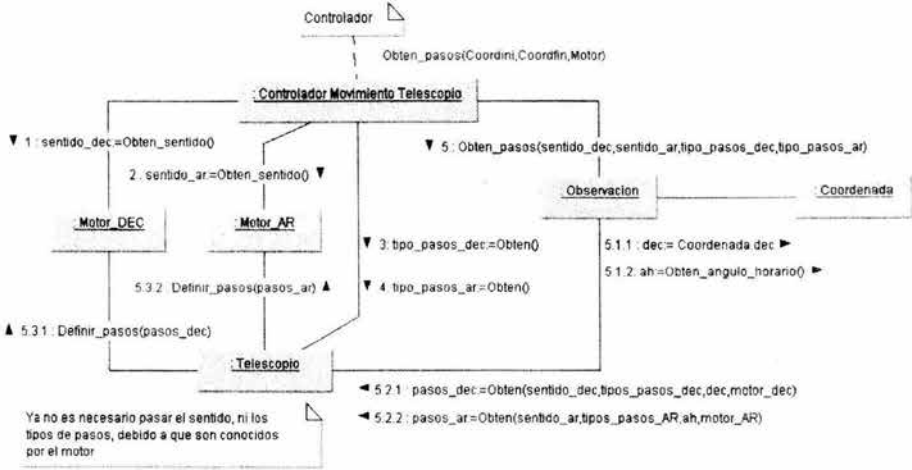 Controlador
Obten_pasos(Coordini,Coordfin,Motor)
: Controlador Movimiento Telescopio
▼ 1 : sentido_dec:=Obten_sentido()
▼ 5 : Obten_pasos(sentido_dec,sentido_ar,tipo_pasos_dec,tipo_pasos_ar)
2 : sentido_ar:=Obten_sentido() ▼
: Observacion
: Coordenada
: Motor_DEC
: Motor_AR
▼ 3: tipo_pasos_dec:=Obten()
5.1.1 : dec:= Coordenada.dec ►
5.1.2: ah:=Obten_angulo_horario() ►
5.3.2 : Definir_pasos(pasos_ar) ▲
▼ 4: tipo_pasos_ar:=Obten()
▲ 5.3.1 : Definir_pasos(pasos_dec)
: Telescopio
◄ 5.2.1 : pasos_dec:=Obten(sentido_dec,tipos_pasos_dec,dec,motor_dec)
◄ 5.2.2 : pasos_ar:=Obten(sentido_ar,tipos_pasos_AR,ah,motor_AR)
Ya no es necesario pasar el sentido, ni los
tipos de pasos, debido a que son conocidos
por el motor